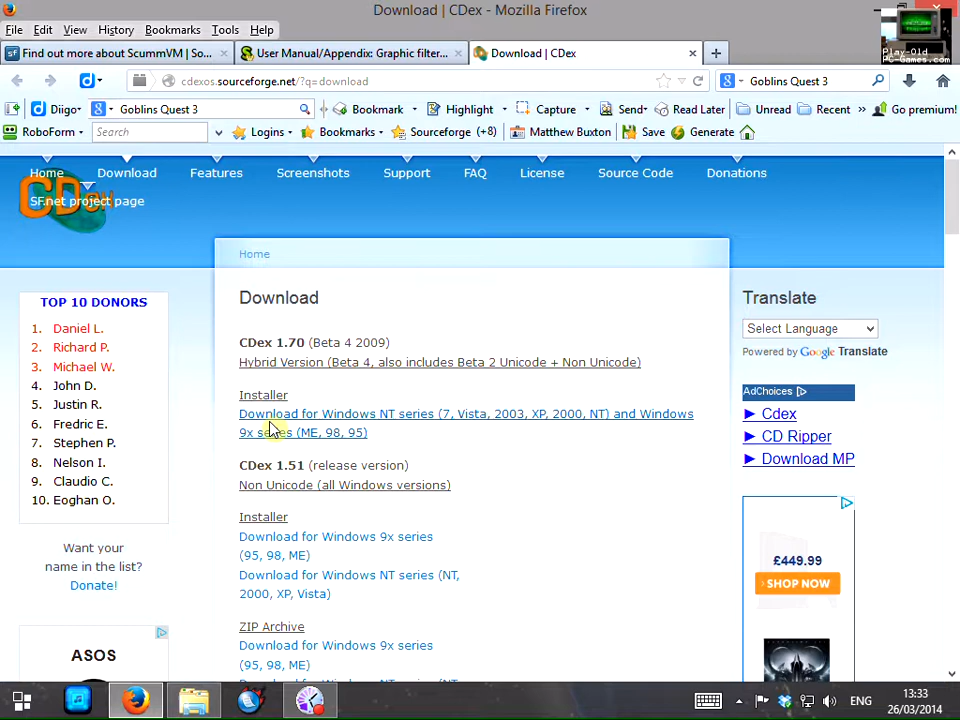 Download | CDex - Mozilla Firefox
File Edit View History Bookmarks Tools Help
Play-Old
PC-Games.com
Find out more about ScummVM | So...
User Manual/Appendix: Graphic filter...
Download | CDex
cdexos.sourceforge.net/?q=download
Goblins Quest 3
Diigo
Goblins Quest 3
Bookmark
Highlight
Capture
Send
Read Later
Unread
Recent
Go premium!
RoboForm
Search
Logins
Bookmarks
Sourceforge (+8)
Matthew Buxton
Save
Generate
Home Download Features Screenshots Support FAQ License Source Code Donations
SF.net project page
Home
TOP 10 DONORS
1. Daniel L.
2. Richard P.
3. Michael W.
4. John D.
5. Justin R.
6. Fredric E.
7. Stephen P.
8. Nelson I.
9. Claudio C.
10. Eoghan O.
Want your
name in the list?
Donate!
ASOS
Download
CDex 1.70 (Beta 4 2009)
Hybrid Version (Beta 4, also includes Beta 2 Unicode + Non Unicode)
Installer
Download for Windows NT series (7, Vista, 2003, XP, 2000, NT) and Windows
9x series (ME, 98, 95)
CDex 1.51 (release version)
Non Unicode (all Windows versions)
Installer
Download for Windows 9x series
(95, 98, ME)
Download for Windows NT series (NT,
2000, XP, Vista)
ZIP Archive
Download for Windows 9x series
(95, 98, ME)
Translate
Select Language
Powered by Google Translate
AdChoices
Cdex
CD Ripper
Download MP
£449.99
SHOP NOW
ENG
13:33
26/03/2014